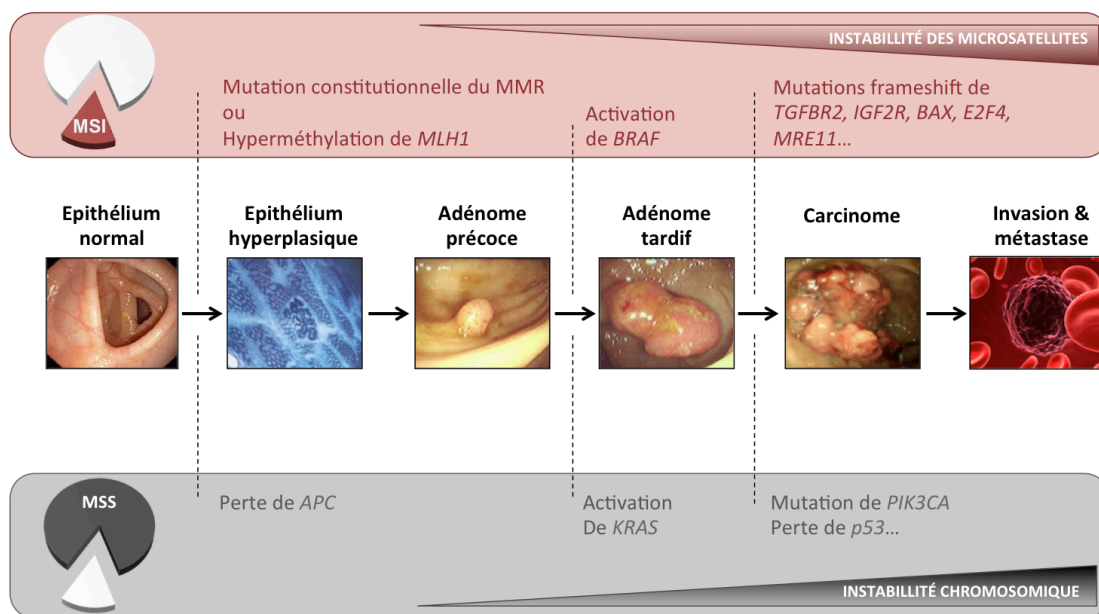 INSTABILLITÉ DES MICROSATELLITES
MSI
Mutation constitutionnelle du MMR
ou
Hyperméthylation de MLH1
Activation
de BRAF
Mutations frameshift de
TGFBR2, IGF2R, BAX, E2F4,
MRE11...
Epithélium
normal
Epithélium
hyperplasique
Adénome
précoce
Adénome
tardif
Carcinome
Invasion &
métastase
MSS
Perte de APC
Activation
De KRAS
Mutation de PIK3CA
Perte de p53...
INSTABILLITÉ CHROMOSOMIQUE